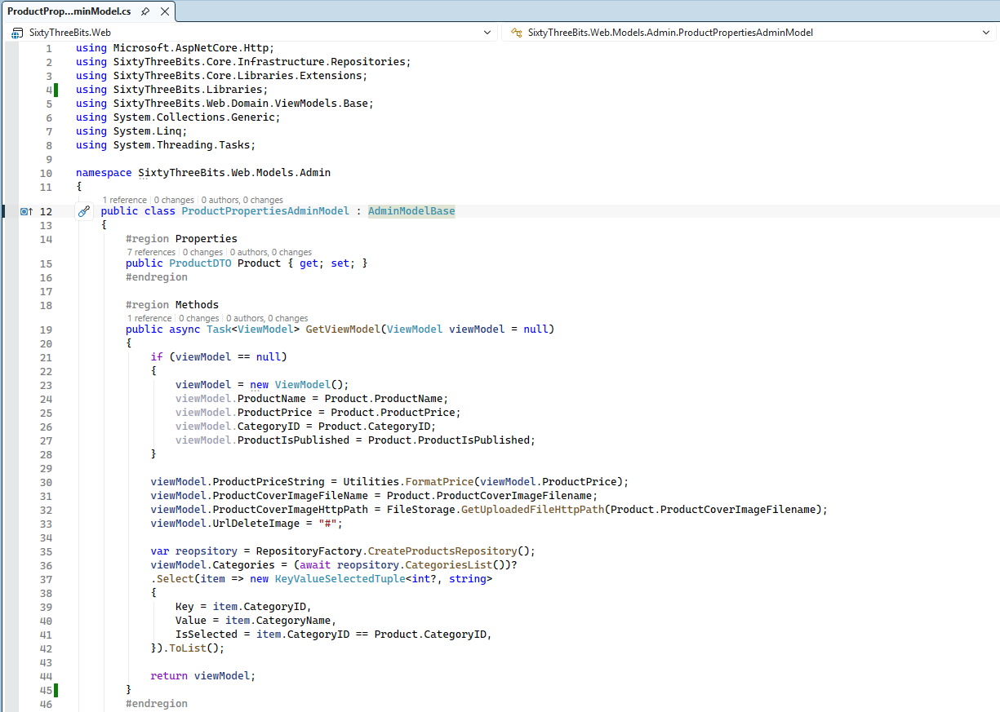 ProductProp...minModel.cs
SixtyThreeBits.Web
SixtyThreeBits.Web.Models.Admin.ProductPropertiesAdminModel
1 using Microsoft.AspNetCore.Http;
2 using SixtyThreeBits.Core.Infrastructure.Repositories;
3 using SixtyThreeBits.Core.Libraries.Extensions;
4 using SixtyThreeBits.Libraries;
5 using SixtyThreeBits.Web.Domain.ViewModels.Base;
6 using System.Collections.Generic;
7 using System.Linq;
8 using System.Threading.Tasks;
9
10 namespace SixtyThreeBits.Web.Models.Admin
11 {
1 reference | 0 changes | 0 authors, 0 changes
12 public class ProductPropertiesAdminModel : AdminModelBase
13 {
14 #region Properties
7 references | 0 changes | 0 authors, 0 changes
15 public ProductDTO Product { get; set; }
16 #endregion
17
18 #region Methods
1 reference | 0 changes | 0 authors, 0 changes
19 public async Task<ViewModel> GetViewModel(ViewModel viewModel = null)
20 {
21 if (viewModel == null)
22 {
23 viewModel = new ViewModel();
24 viewModel.ProductName = Product.ProductName;
25 viewModel.ProductPrice = Product.ProductPrice;
26 viewModel.CategoryID = Product.CategoryID;
27 viewModel.ProductIsPublished = Product.ProductIsPublished;
28 }
29
30 viewModel.ProductPriceString = Utilities.FormatPrice(viewModel.ProductPrice);
31 viewModel.ProductCoverImageFileName = Product.ProductCoverImageFilename;
32 viewModel.ProductCoverImageHttpPath = FileStorage.GetUploadedFileHttpPath(Product.ProductCoverImageFilename);
33 viewModel.UrlDeleteImage = "#";
34
35 var reopsitory = RepositoryFactory.CreateProductsRepository();
36 viewModel.Categories = (await reopsitory.CategoriesList())?
37 .Select(item => new KeyValueSelectedTuple<int?, string>
38 {
39 Key = item.CategoryID,
40 Value = item.CategoryName,
41 IsSelected = item.CategoryID == Product.CategoryID,
42 }).ToList();
43
44 return viewModel;
45 }
46 #endregion